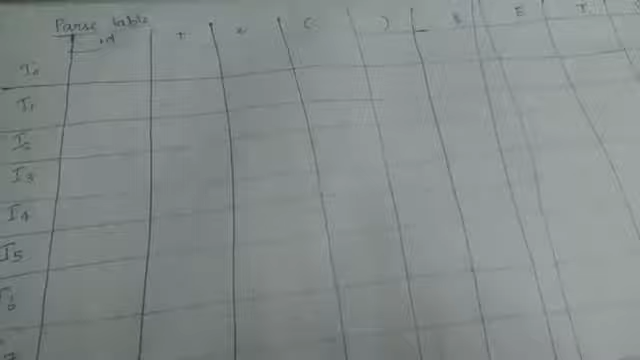 Parse table
id + * ( ) $ E T
I0
I1
I2
I3
I4
I5
I6